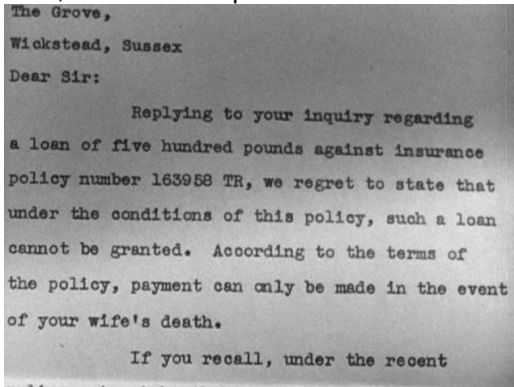 The Grove,
Wickstead, Sussex
Dear Sir:
Replying to your inquiry regarding
a loan of five hundred pounds against insurance
policy number 163958 TR, we regret to state that
under the conditions of this policy, such a loan
cannot be granted. According to the terms of
the policy, payment can only be made in the event
of your wife's death.
If you recall, under the recent